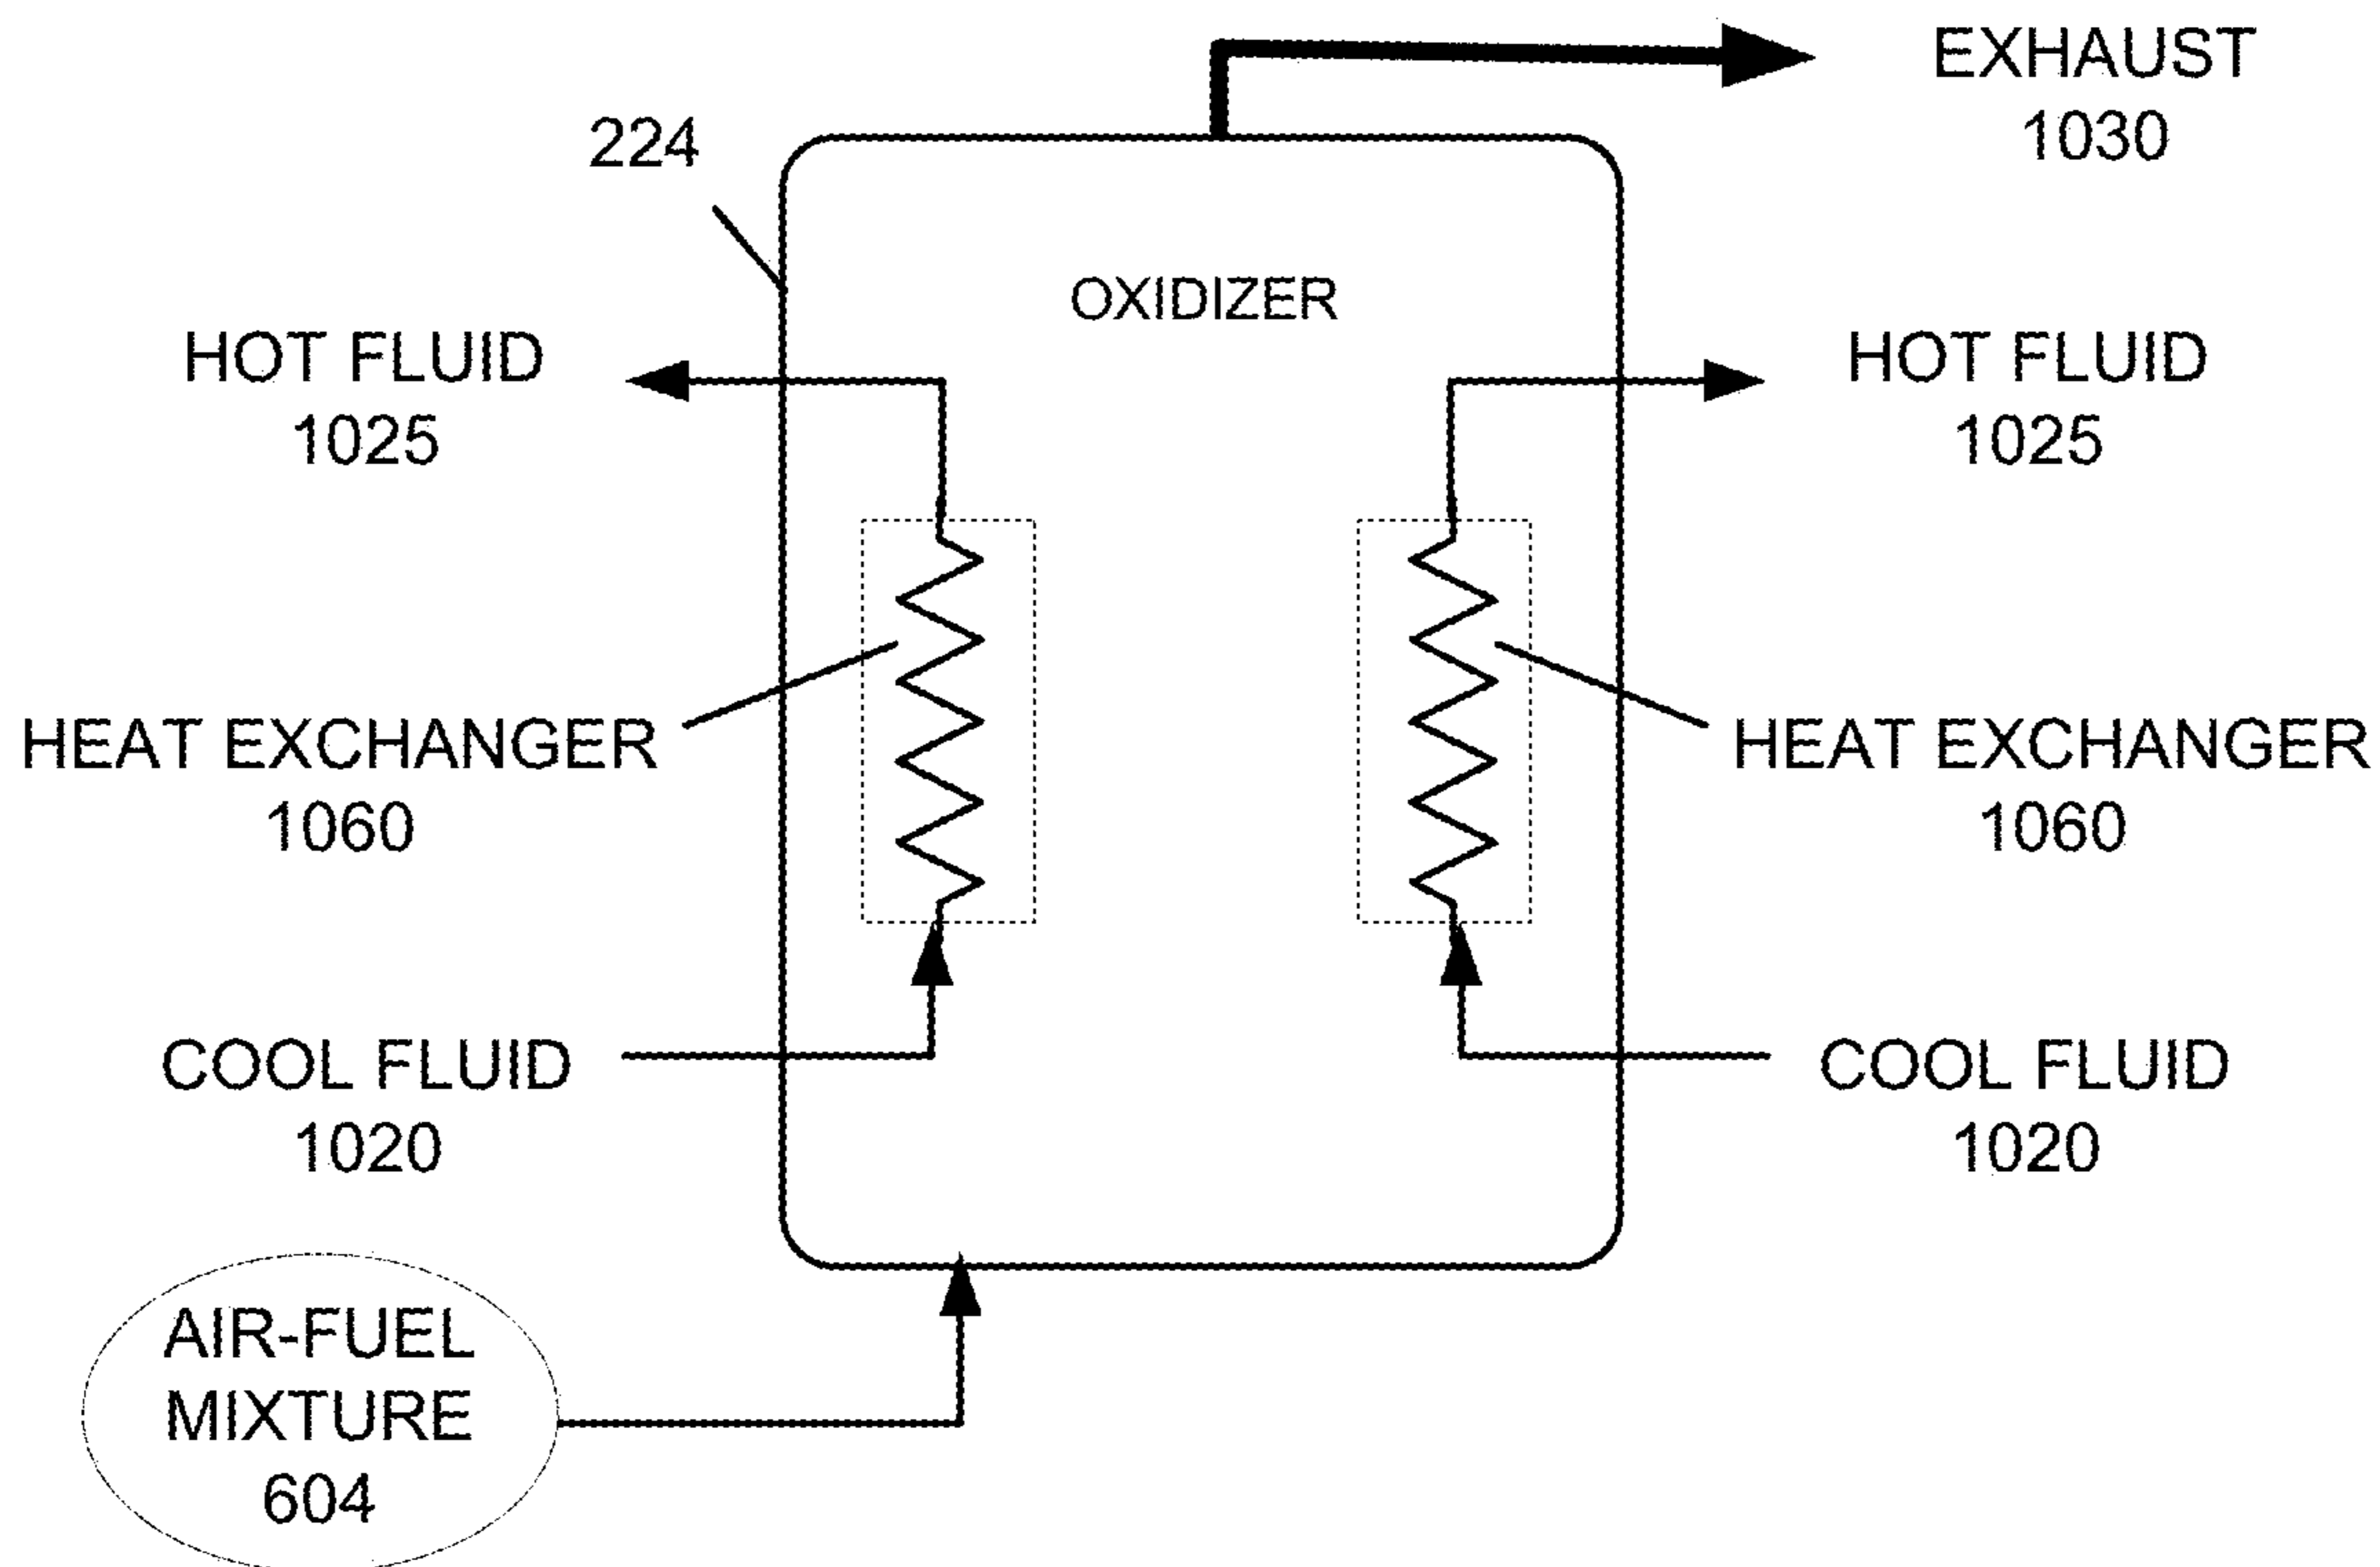 EXHAUST
1030
224
OXIDIZER
HOT FLUID
1025
HOT FLUID
1025
HEAT EXCHANGER
1060
HEAT EXCHANGER
1060
COOL FLUID
1020
COOL FLUID
1020
AIR-FUEL
MIXTURE
604